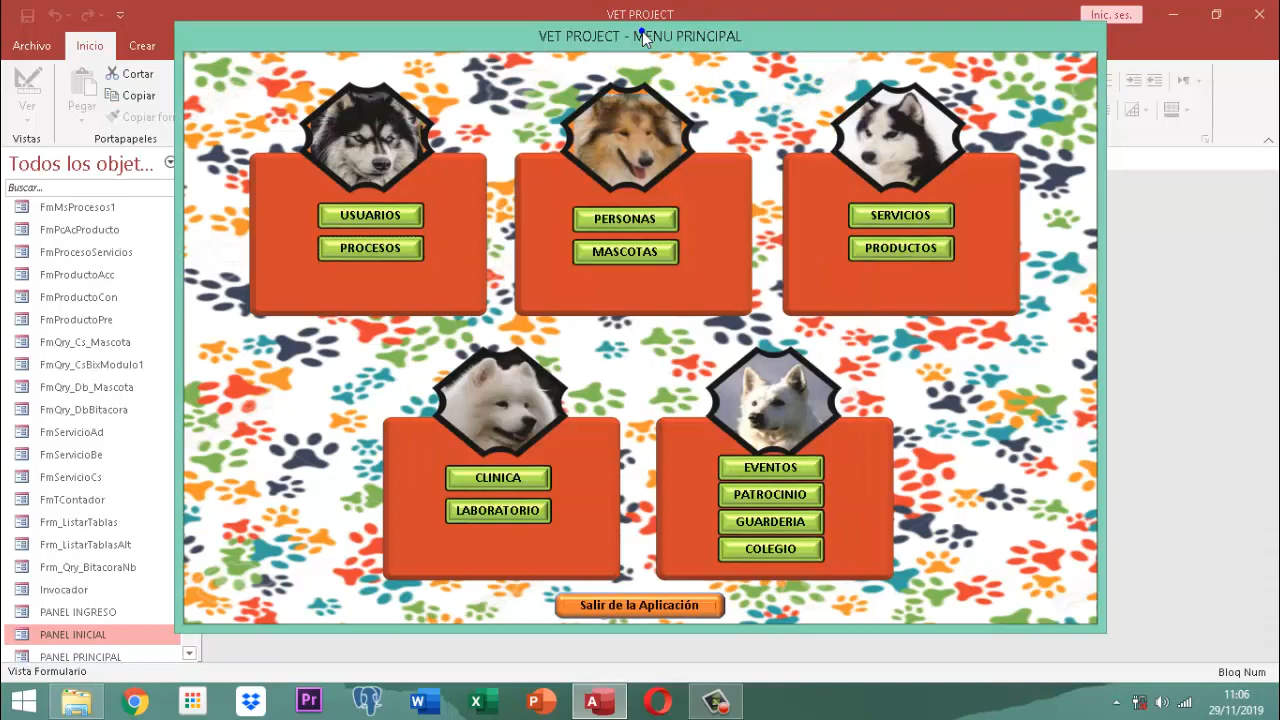 VET PROJECT
Inic. ses.
VET PROJECT - MENU PRINCIPAL
Archivo
Inicio
Crear
Ver
Pegar
Cortar
Copiar
Copiar form
Vistas
Portapapeles
Todos los objet...
Buscar...
FmMsProcesos1
FmPcAcProducto
FmProcesoServicios
FmProductoAcc
FmProductoCon
FmProductoPre
FmQry_Cs_Mascota
FmQry_CsBixModulo1
FmQry_Db_Mascota
FmQry_DbBitacora
FmServicioAd
FmServicioBe
FmServicioCs
FmTContador
Frm_ListarTablas
Frm_ListarTablasAlt
Frm_Qry_BitacoraNb
Invocador
PANEL INGRESO
PANEL INICIAL
PANEL PRINCIPAL
USUARIOS
PROCESOS
PERSONAS
MASCOTAS
SERVICIOS
PRODUCTOS
CLINICA
LABORATORIO
EVENTOS
PATROCINIO
GUARDERIA
COLEGIO
Salir de la Aplicación
Vista Formulario
Bloq Num
11:06
29/11/2019